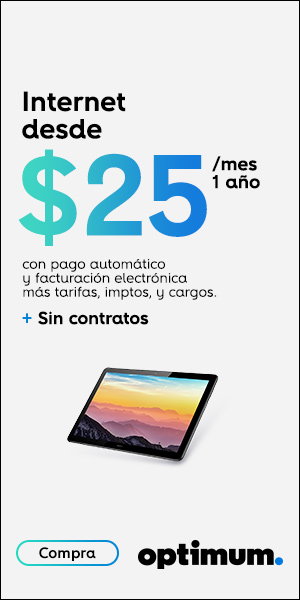 Internet
desde
$25
/mes
1 año
con pago automático
y facturación electrónica
más tarifas, imptos, y cargos.
+ Sin contratos
Compra
optimum.